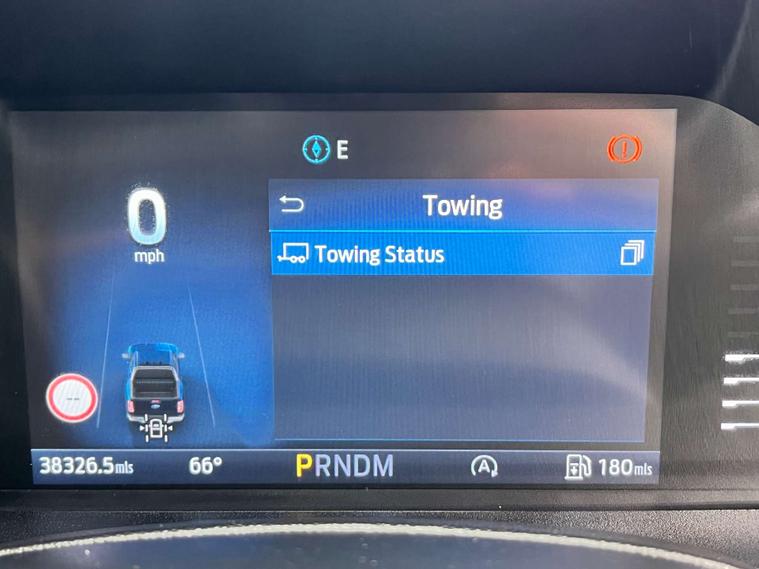 E
0
mph
Towing
Towing Status
--
38326.5mls
66°
PRNDM
A
180mls